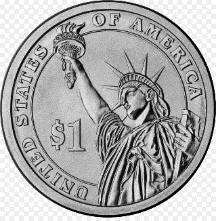 UNITED STATES OF AMERICA
$1